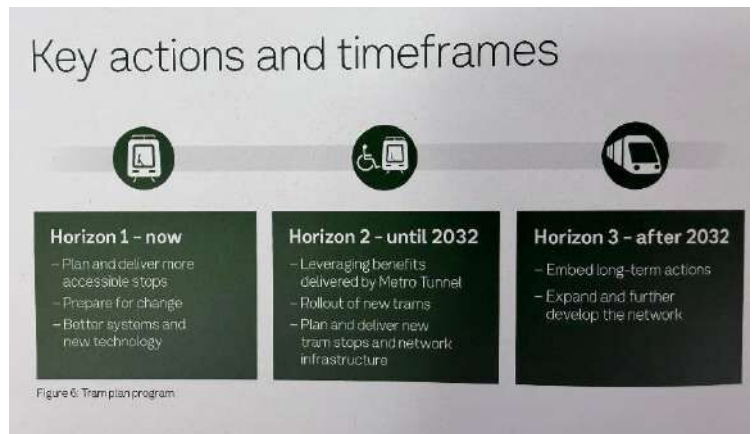 Key actions and timeframes
Horizon 1 – now
– Plan and deliver more
accessible stops
– Prepare for change
– Better systems and
new technology
Horizon 2 – until 2032
– Leveraging benefits
delivered by Metro Tunnel
– Rollout of new trams
– Plan and deliver new
tram stops and network
infrastructure
Horizon 3 – after 2032
– Embed long-term actions
– Expand and further
develop the network
Figure 6: Tram plan program